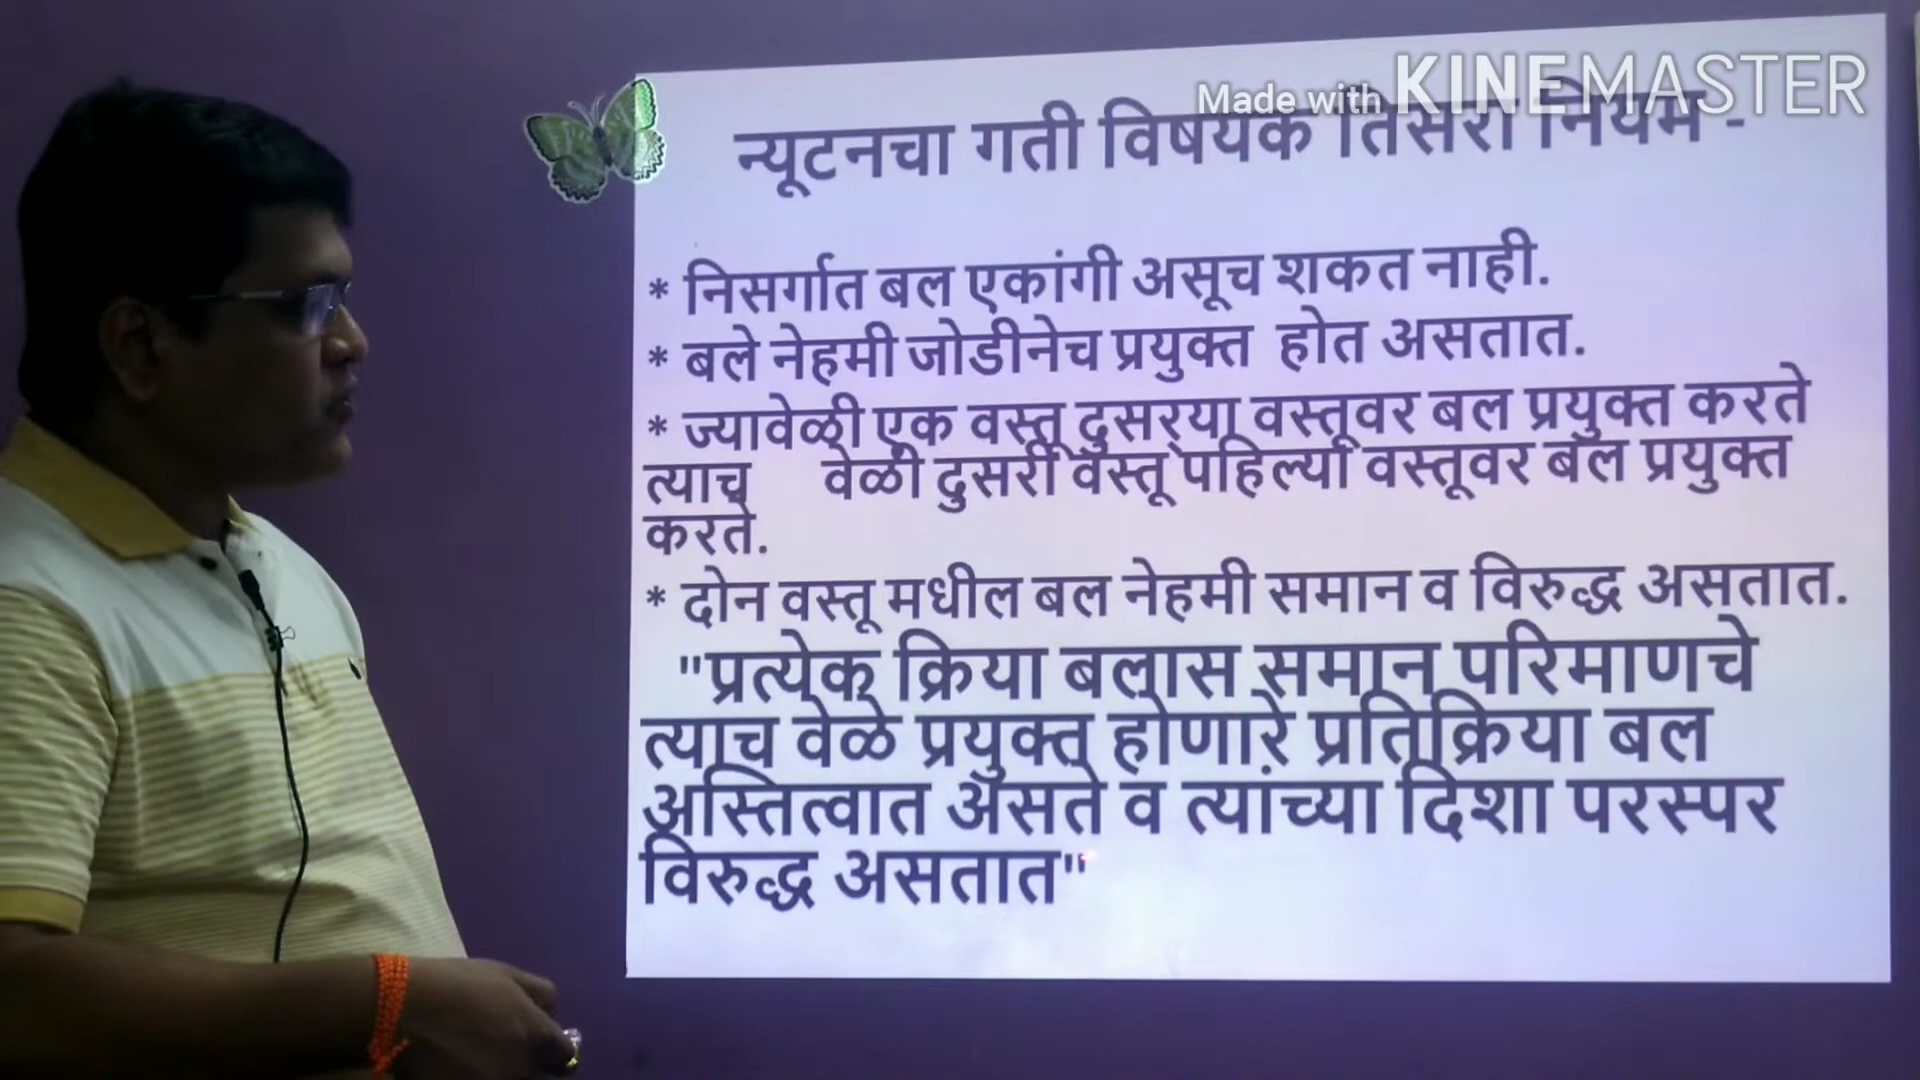 Made with KINEMASTER
न्यूटनचा गती विषयक तिसरा नियम -
* निसर्गात बल एकांगी असूच शकत नाही.
* बले नेहमी जोडीनेच प्रयुक्त होत असतात.
* ज्यावेळी एक वस्तू दुसऱ्या वस्तूवर बल प्रयुक्त करते
त्याच वेळी दुसरी वस्तू पहिल्या वस्तूवर बल प्रयुक्त
करते.
* दोन वस्तू मधील बल नेहमी समान व विरुद्ध असतात.
"प्रत्येक क्रिया बलास समान परिमाणचे
त्याच वेळे प्रयुक्त होणारे प्रतिक्रिया बल
अस्तित्वात असते व त्यांच्या दिशा परस्पर
विरुद्ध असतात"